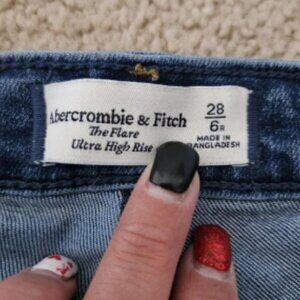 Abercrombie & Fitch
The Flare
Ultra High Rise
28
6R
MADE IN
BANGLADESH